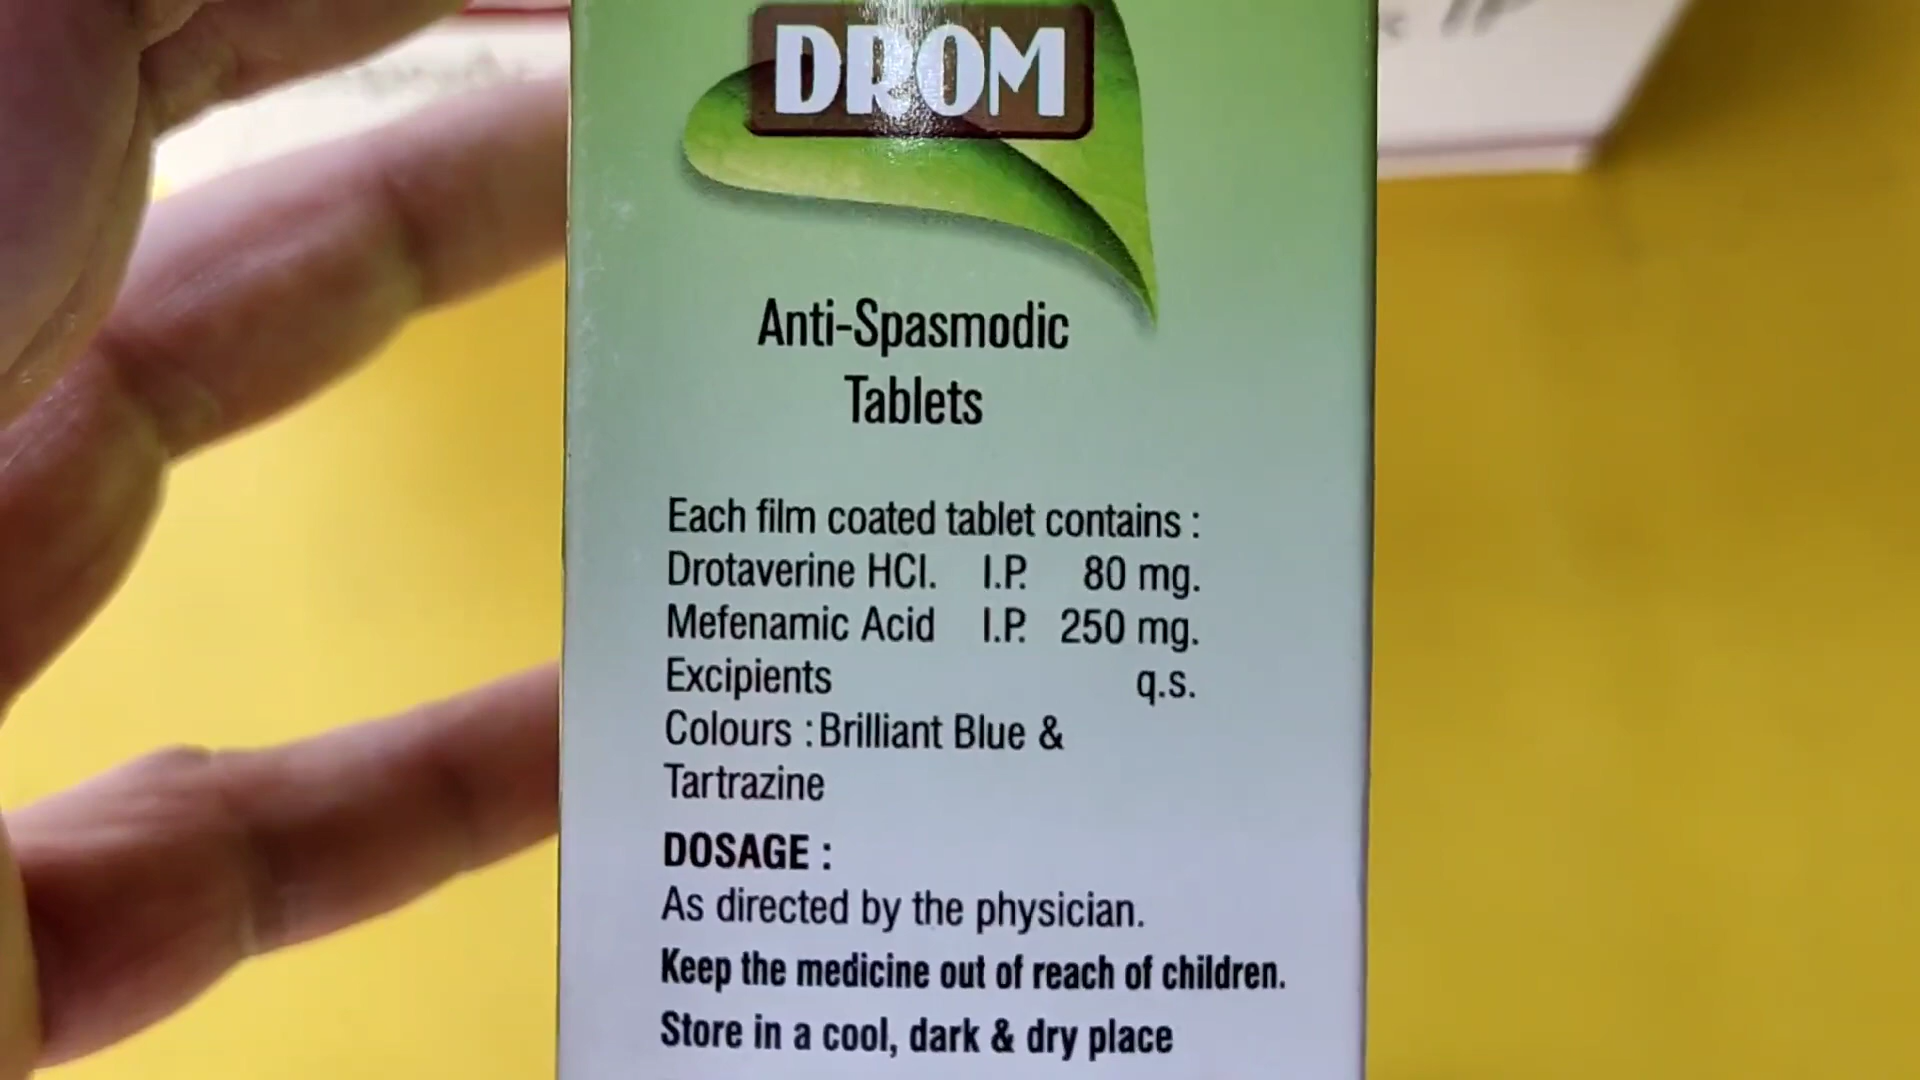 DROM
Anti-Spasmodic
Tablets
Each film coated tablet contains :
Drotaverine HCl. I.P. 80 mg.
Mefenamic Acid I.P. 250 mg.
Excipients q.s.
Colours : Brilliant Blue &
Tartrazine
DOSAGE :
As directed by the physician.
Keep the medicine out of reach of children.
Store in a cool, dark & dry place